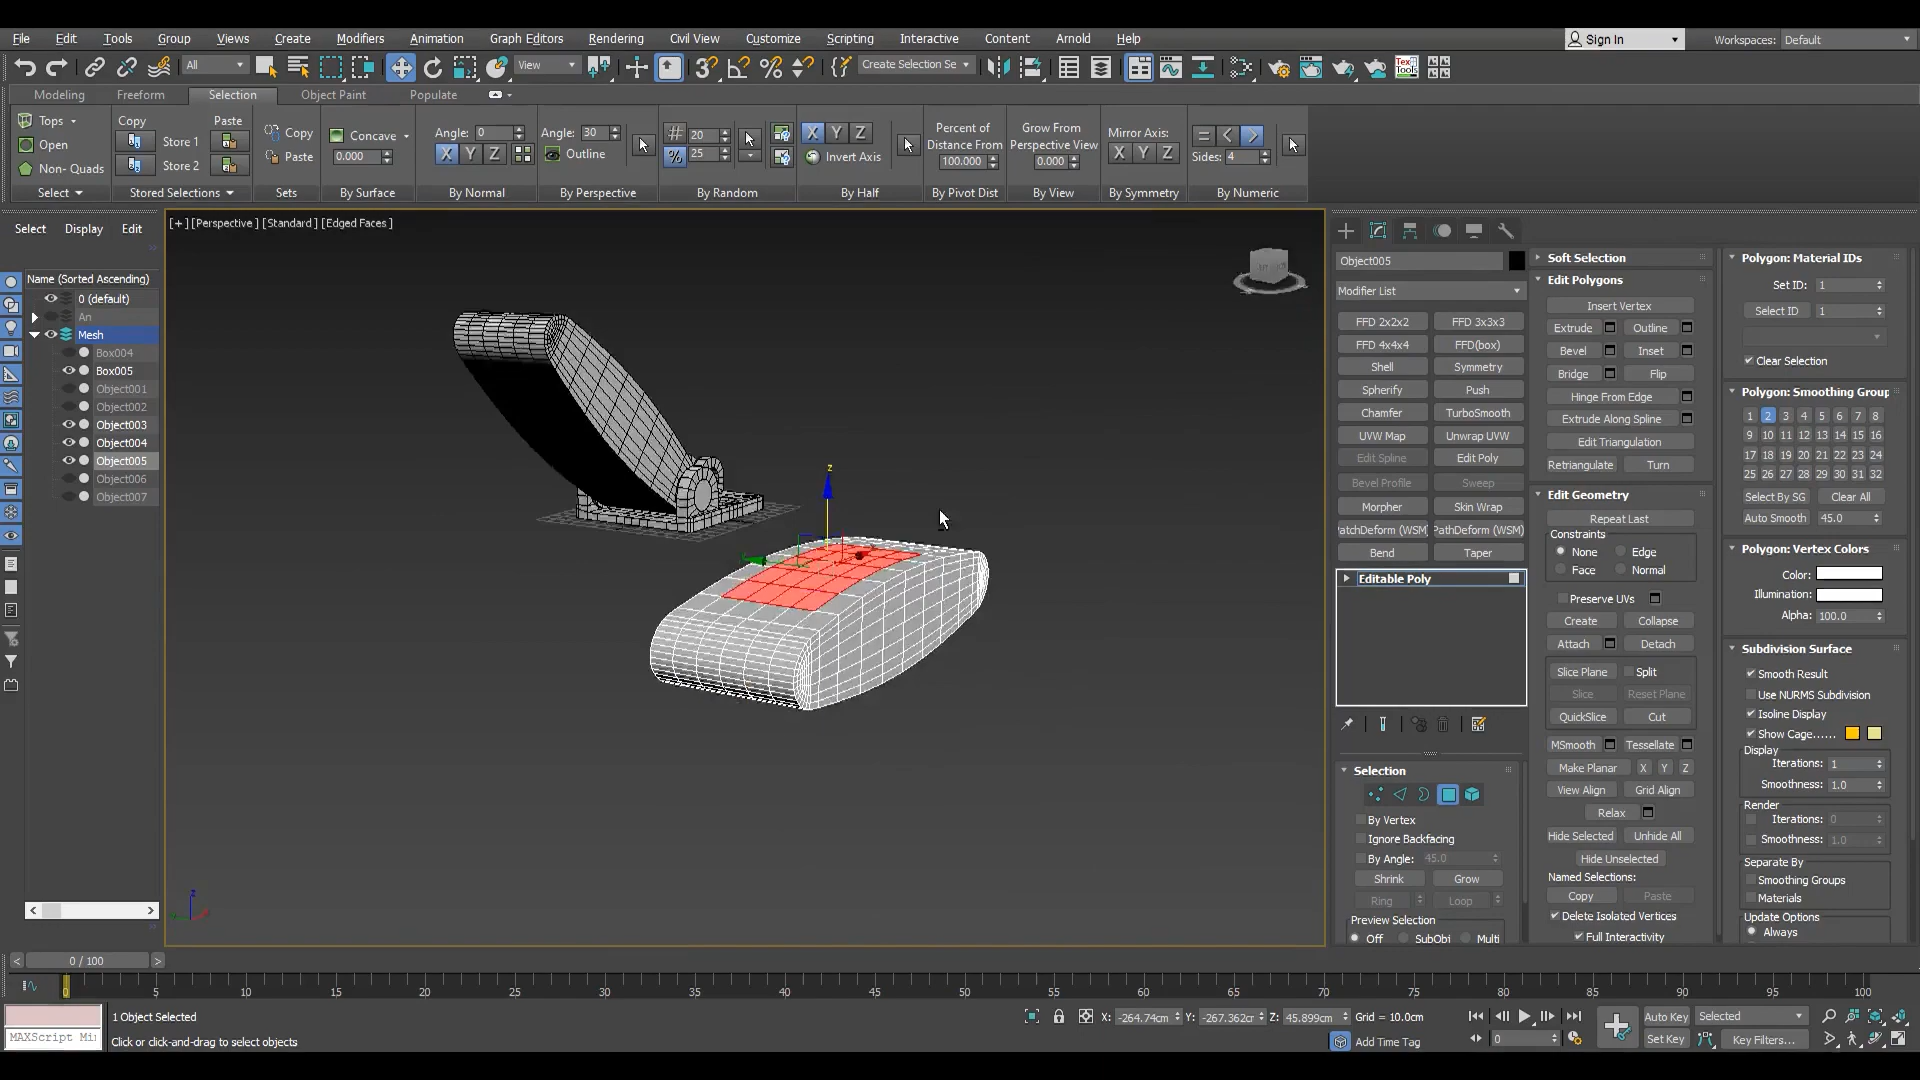 File Edit Tools Group Views Create Modifiers Animation Graph Editors Rendering Civil View Customize Scripting Interactive Content Arnold Help Sign In Workspaces: Default
All View Create Selection Se Tex Tools
Modeling Freeform Selection Object Paint Populate
Tops Copy Paste Copy Concave Angle: 0 Angle: 30 20 X Y Z Percent of Distance From Grow From Perspective View Mirror Axis: = < >
Open Store 1 Paste 0.000 X Y Z Outline % 25 Invert Axis 100.000 0.000 X Y Z Sides: 4
Non- Quads Store 2
Select Stored Selections Sets By Surface By Normal By Perspective By Random By Half By Pivot Dist By View By Symmetry By Numeric
Select Display Edit
[+] [Perspective ] [Standard ] [Edged Faces ]
Name (Sorted Ascending)
0 (default)
An
Mesh
Box004
Box005
Object001
Object002
Object003
Object004
Object005
Object006
Object007
z
z
Object005
Modifier List
FFD 2x2x2 FFD 3x3x3
FFD 4x4x4 FFD(box)
Shell Symmetry
Spherify Push
Chamfer TurboSmooth
UVW Map Unwrap UVW
Edit Spline Edit Poly
Bevel Profile Sweep
Morpher Skin Wrap
atchDeform (WSM) PathDeform (WSM)
Bend Taper
Editable Poly
Selection
By Vertex
Ignore Backfacing
By Angle: 45.0
Shrink Grow
Ring Loop
Preview Selection
Off SubObj Multi
Soft Selection
Edit Polygons
Insert Vertex
Extrude Outline
Bevel Inset
Bridge Flip
Hinge From Edge
Extrude Along Spline
Edit Triangulation
Retriangulate Turn
Edit Geometry
Repeat Last
Constraints
None Edge
Face Normal
Preserve UVs
Create Collapse
Attach Detach
Slice Plane Split
Slice Reset Plane
QuickSlice Cut
MSmooth Tessellate
Make Planar X Y Z
View Align Grid Align
Relax
Hide Selected Unhide All
Hide Unselected
Named Selections:
Copy Paste
Delete Isolated Vertices
Full Interactivity
Polygon: Material IDs
Set ID: 1
Select ID 1
Clear Selection
Polygon: Smoothing Group
1 2 3 4 5 6 7 8
9 10 11 12 13 14 15 16
17 18 19 20 21 22 23 24
25 26 27 28 29 30 31 32
Select By SG Clear All
Auto Smooth 45.0
Polygon: Vertex Colors
Color:
Illumination:
Alpha: 100.0
Subdivision Surface
Smooth Result
Use NURMS Subdivision
Isoline Display
Show Cage......
Display
Iterations: 1
Smoothness: 1.0
Render
Iterations: 0
Smoothness: 1.0
Separate By
Smoothing Groups
Materials
Update Options
Always
< 0 / 100 >
0 5 10 15 20 25 30 35 40 45 50 55 60 65 70 75 80 85 90 95 100
1 Object Selected X: -264.74cm Y: -267.362cr Z: 45.899cm Grid = 10.0cm Auto Key Selected
MAXScript Mi Click or click-and-drag to select objects Add Time Tag 0 Set Key Key Filters...